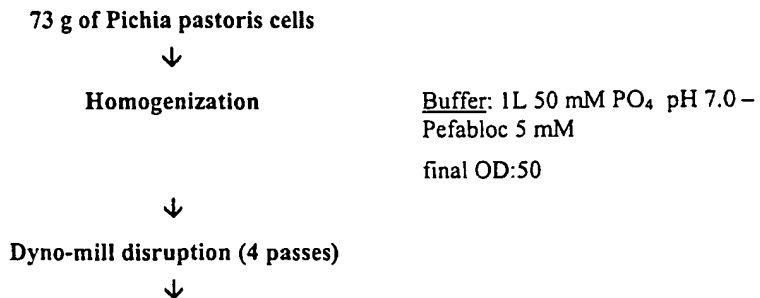 73 g of Pichia pastoris cells
↓
Homogenization
Buffer: 1L 50 mM PO₄ pH 7.0 –
Pefabloc 5 mM
final OD:50
↓
Dyno-mill disruption (4 passes)
↓